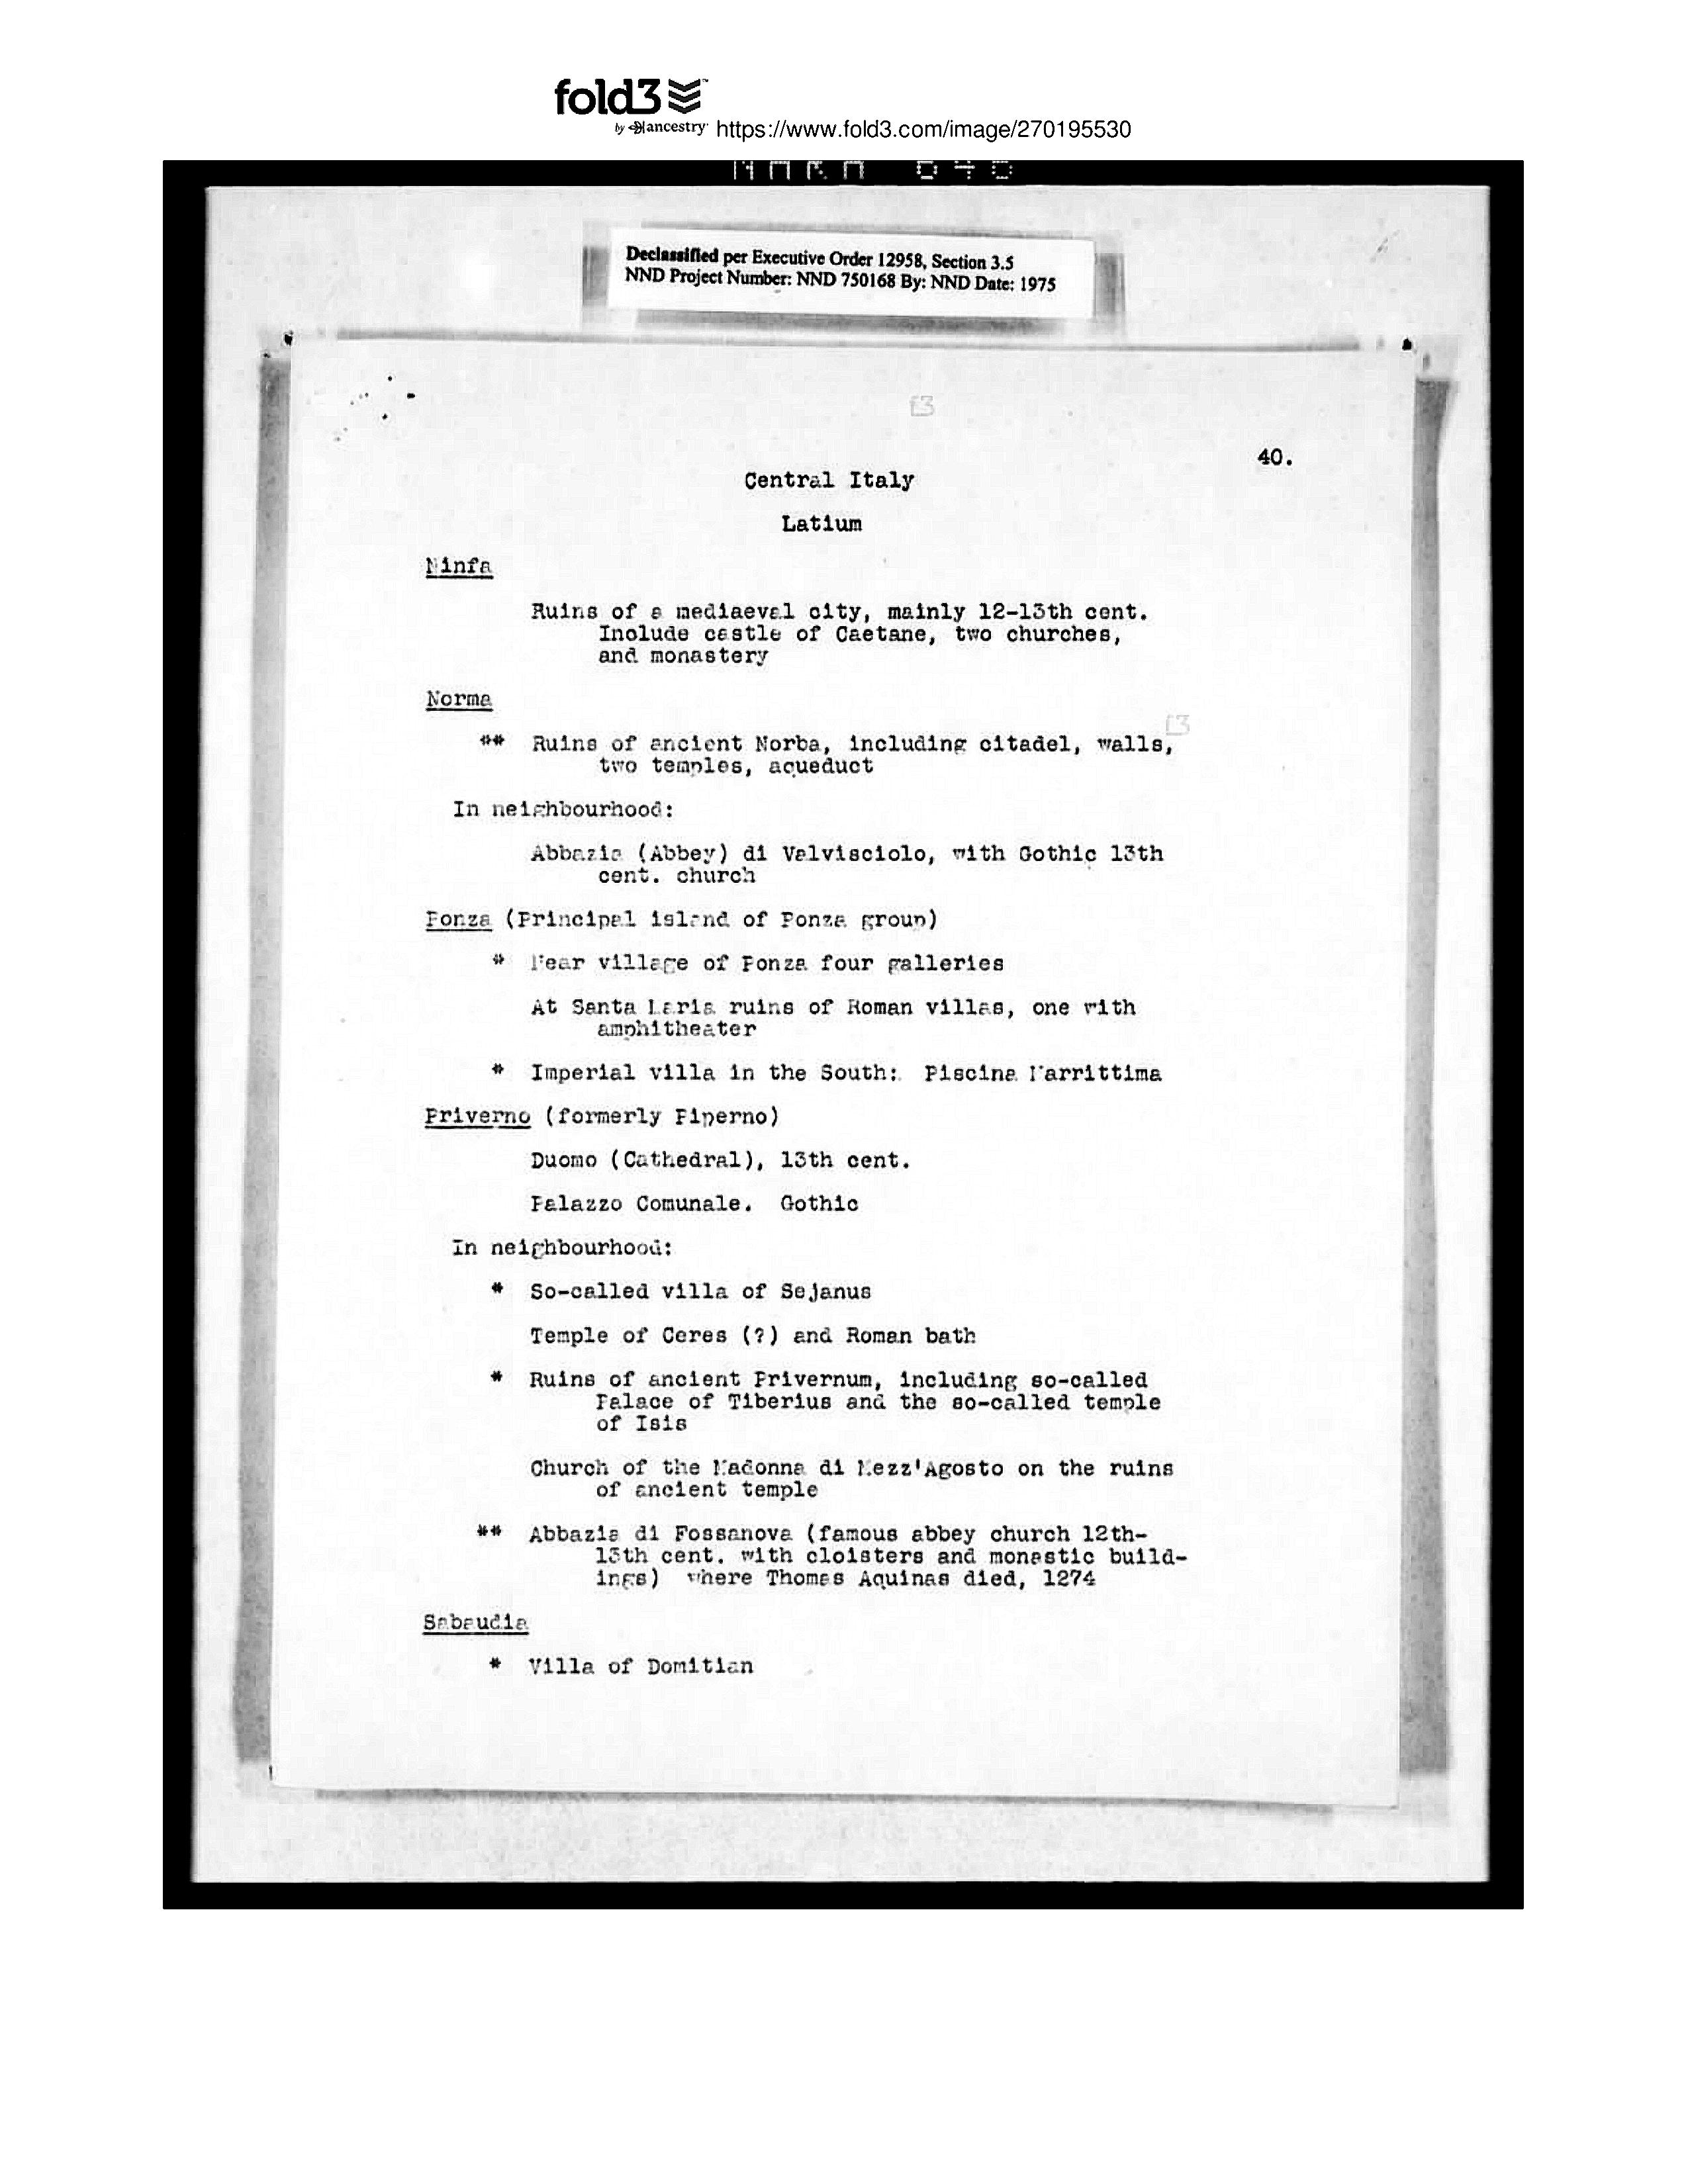 fold3
by ancestry https://www.fold3.com/image/270195530
Declassified per Executive Order 12958, Section 3.5
NND Project Number: NND 750168 By: NND Date: 1975
40.
Central Italy
Latium
Ninfa
Ruins of a mediaeval city, mainly 12-13th cent.
Include castle of Caetane, two churches,
and monastery
Norma
** Ruins of ancient Norba, including citadel, walls,
two temples, aqueduct
In neighbourhood:
Abbazia (Abbey) di Valvisciolo, with Gothic 13th
cent. church
Ponza (Principal island of Ponza group)
* Near village of Ponza four galleries
At Santa Maria ruins of Roman villas, one with
amphitheater
* Imperial villa in the South: Piscina Marrittima
Priverno (formerly Piperno)
Duomo (Cathedral), 13th cent.
Palazzo Comunale. Gothic
In neighbourhood:
* So-called villa of Sejanus
Temple of Ceres (?) and Roman bath
* Ruins of ancient Privernum, including so-called
Palace of Tiberius and the so-called temple
of Isis
Church of the Madonna di Mezz'Agosto on the ruins
of ancient temple
** Abbazia di Fossanova (famous abbey church 12th-
13th cent. with cloisters and monastic build-
ings) where Thomas Aquinas died, 1274
Sabaudia
* Villa of Domitian